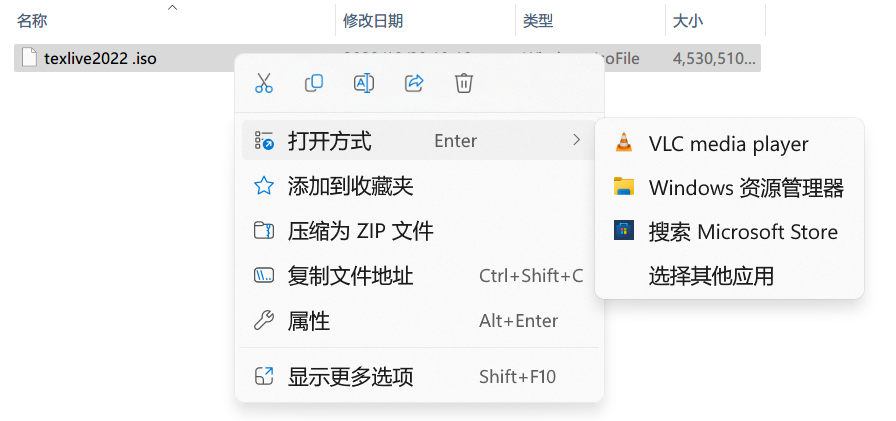 名称 修改日期 类型 大小
texlive2022 .iso oFile 4,530,510...
打开方式 Enter
添加到收藏夹
压缩为 ZIP 文件
复制文件地址 Ctrl+Shift+C
属性 Alt+Enter
显示更多选项 Shift+F10
VLC media player
Windows 资源管理器
搜索 Microsoft Store
选择其他应用